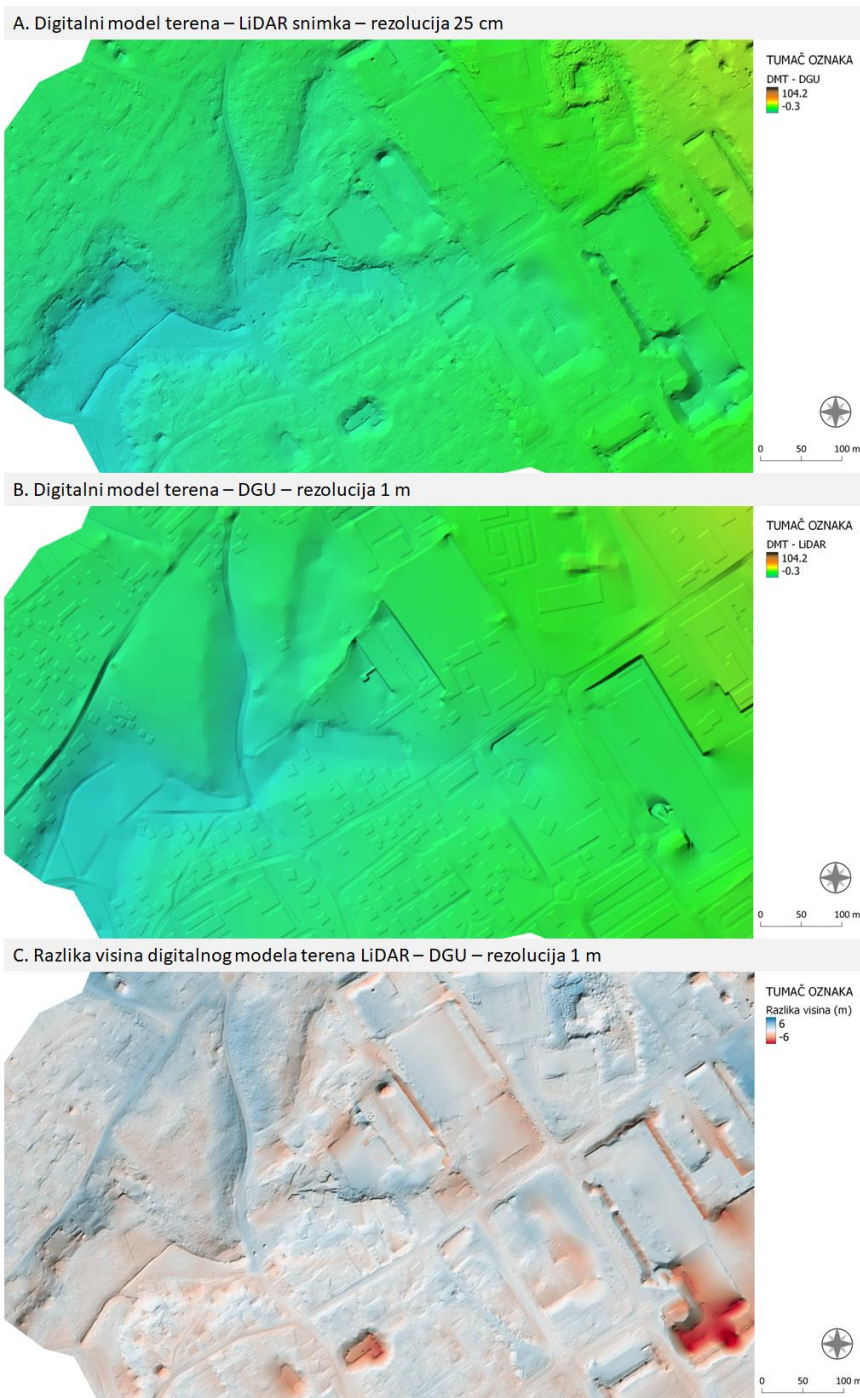 A. Digitalni model terena – LiDAR snimka – rezolucija 25 cm
TUMAČ OZNAKA
DMT - DGU
104.2
-0.3
0 50 100 m
B. Digitalni model terena – DGU – rezolucija 1 m
TUMAČ OZNAKA
DMT - LiDAR
104.2
-0.3
0 50 100 m
C. Razlika visina digitalnog modela terena LiDAR – DGU – rezolucija 1 m
TUMAČ OZNAKA
Razlika visina (m)
6
-6
0 50 100 m